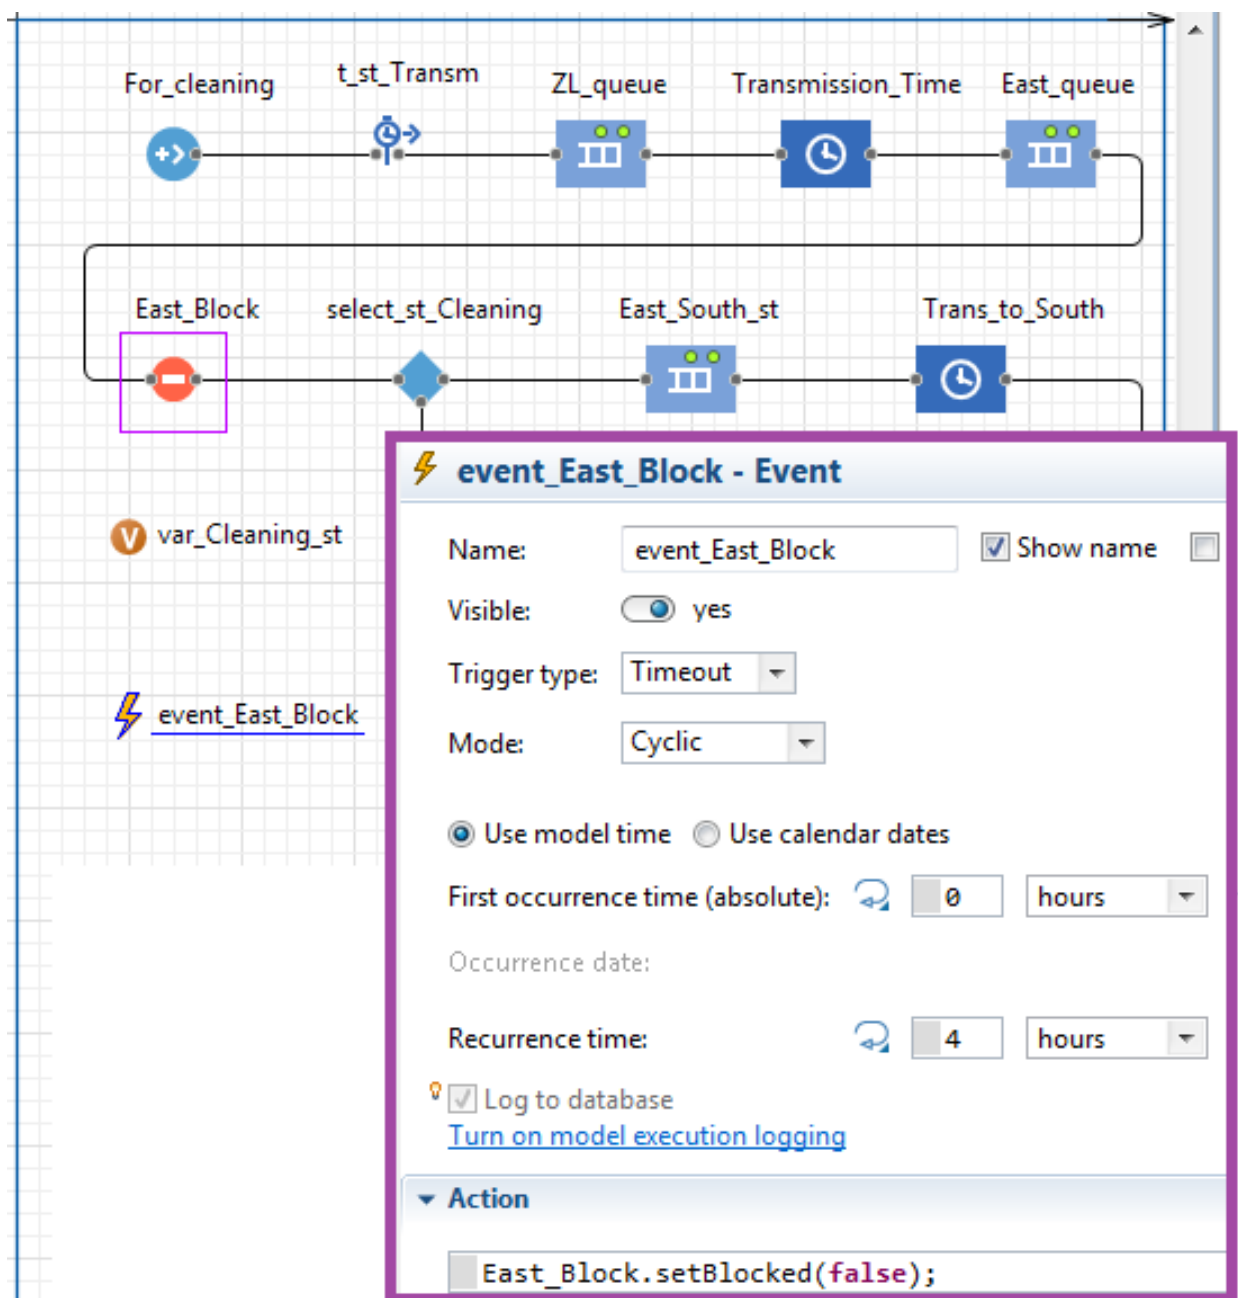 For_cleaning
t_st_Transm
ZL_queue
Transmission_Time
East_queue
East_Block
select_st_Cleaning
East_South_st
Trans_to_South
V var_Cleaning_st
event_East_Block
event_East_Block - Event
Name: event_East_Block Show name
Visible: yes
Trigger type: Timeout
Mode: Cyclic
Use model time Use calendar dates
First occurrence time (absolute): 0 hours
Occurrence date:
Recurrence time: 4 hours
Log to database
Turn on model execution logging
Action
East_Block.setBlocked(false);